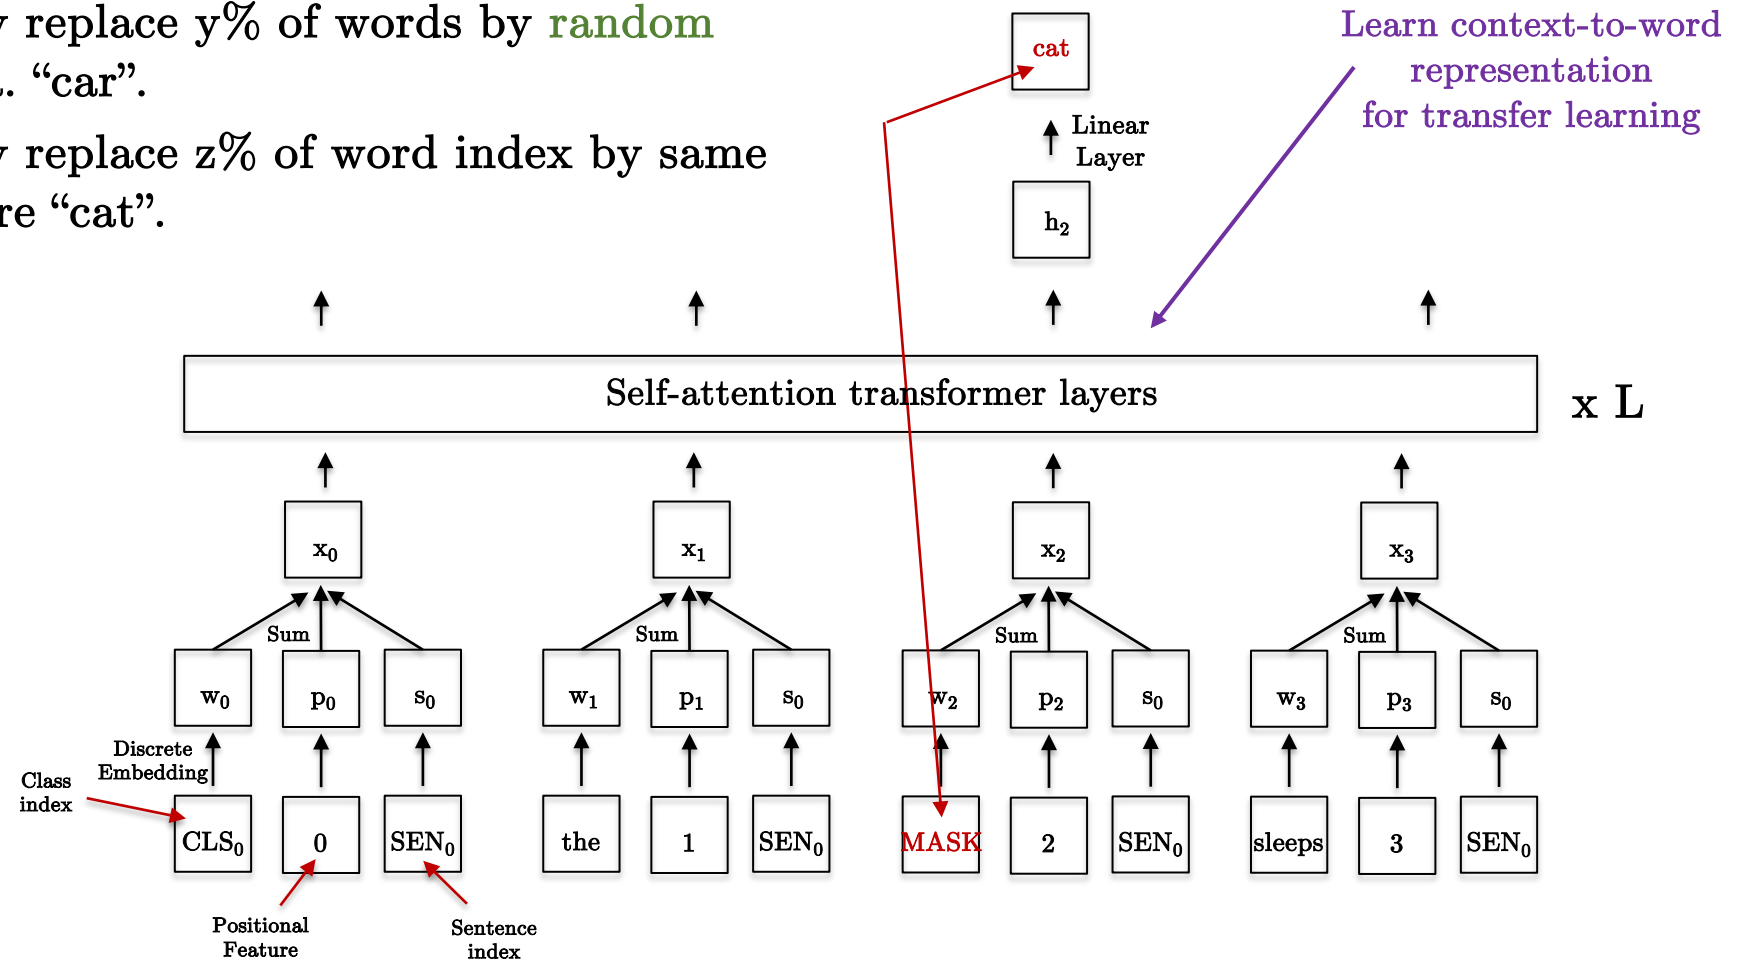 y replace y% of words by random
. “car”.
y replace z% of word index by same
re “cat”.
cat
Learn context-to-word
representation
for transfer learning
Linear
Layer
h₂
Self-attention transformer layers
x L
x₀ x₁ x₂ x₃
Sum Sum Sum Sum
w₀ p₀ s₀ w₁ p₁ s₀ w₂ p₂ s₀ w₃ p₃ s₀
Discrete
Embedding
Class
index
CLS₀ 0 SEN₀ the 1 SEN₀ MASK 2 SEN₀ sleeps 3 SEN₀
Positional
Feature
Sentence
index